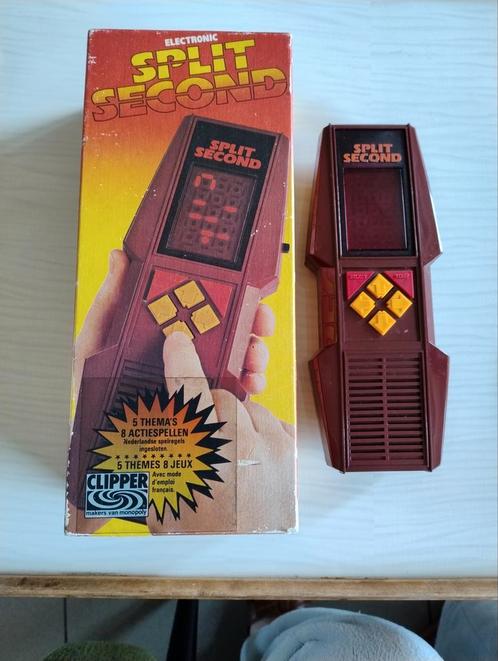 ELECTRONIC
SPLIT
SECOND
SPLIT
SECOND
5 THEMA'S
8 ACTIESPELLEN
Nederlandse spelregels
ingesloten.
5 THEMES 8 JEUX
Avec mode
d'emploi
français.
CLIPPER
makers van monopoly
SPLIT
SECOND